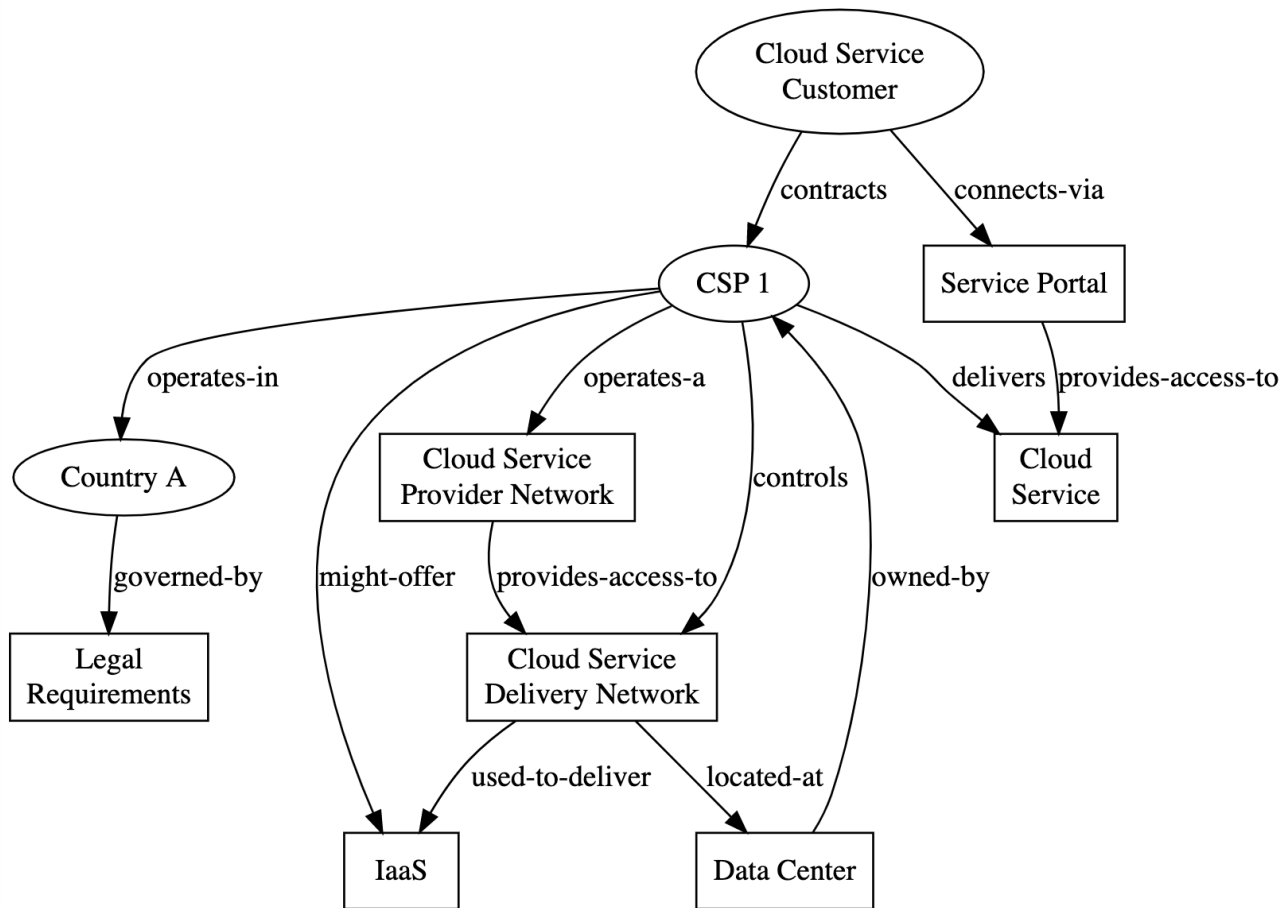 Cloud Service
Customer
contracts
connects-via
CSP 1
Service Portal
operates-in
operates-a
delivers
provides-access-to
Country A
Cloud Service
Provider Network
controls
Cloud
Service
governed-by
might-offer
provides-access-to
owned-by
Legal
Requirements
Cloud Service
Delivery Network
used-to-deliver
located-at
IaaS
Data Center